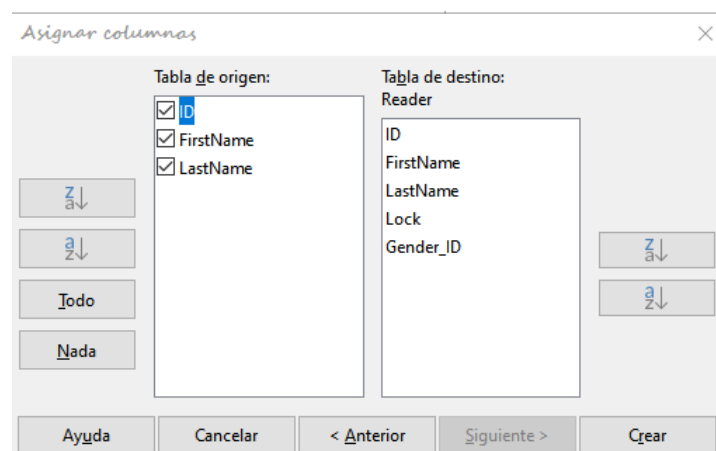 Asignar columnas
Tabla de origen:
ID
FirstName
LastName
Tabla de destino:
Reader
ID
FirstName
LastName
Lock
Gender_ID
z
a
a
z
Todo
Nada
z
a
a
z
Ayuda
Cancelar
< Anterior
Siguiente >
Crear